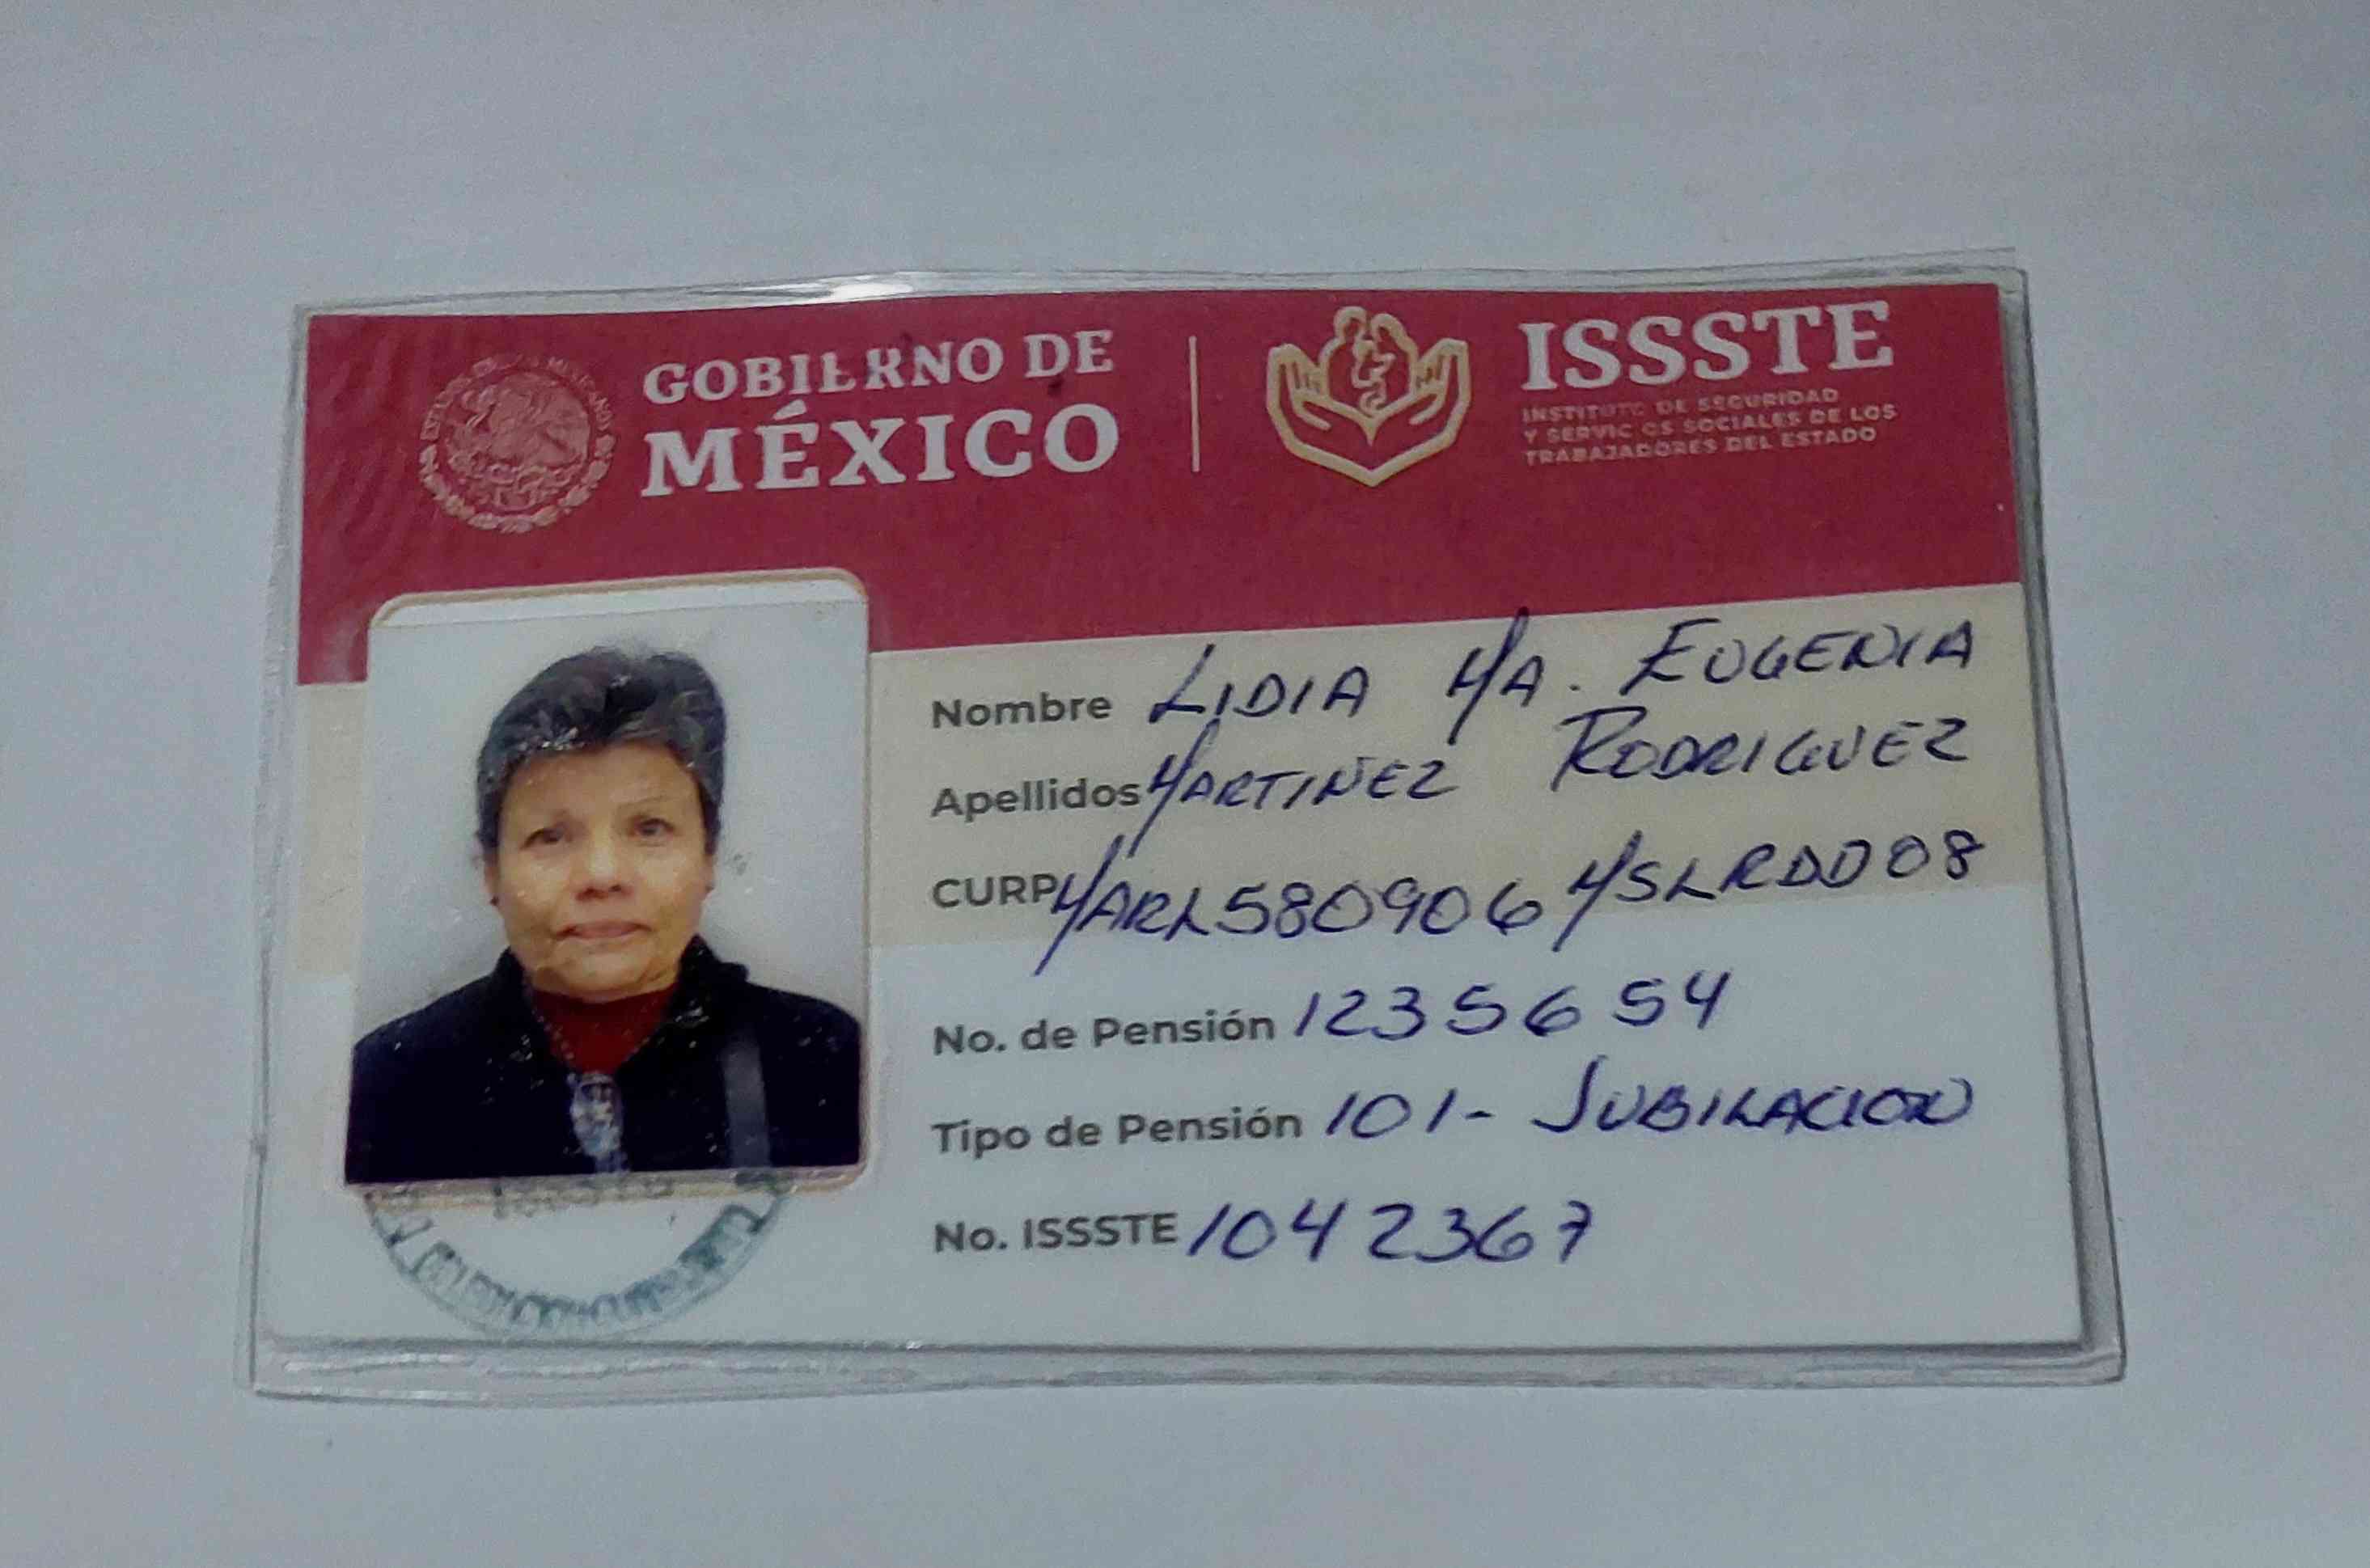 GOBIERNO DE
MÉXICO
ISSSTE
INSTITUTO DE SEGURIDAD
Y SERVICIOS SOCIALES DE LOS
TRABAJADORES DEL ESTADO
Nombre LIDIA MA. EUGENIA
Apellidos MARTINEZ RODRIGUEZ
CURP MARL580906MSLRDD08
No. de Pensión 1235654
Tipo de Pensión 101- JUBILACION
No. ISSSTE 1042367